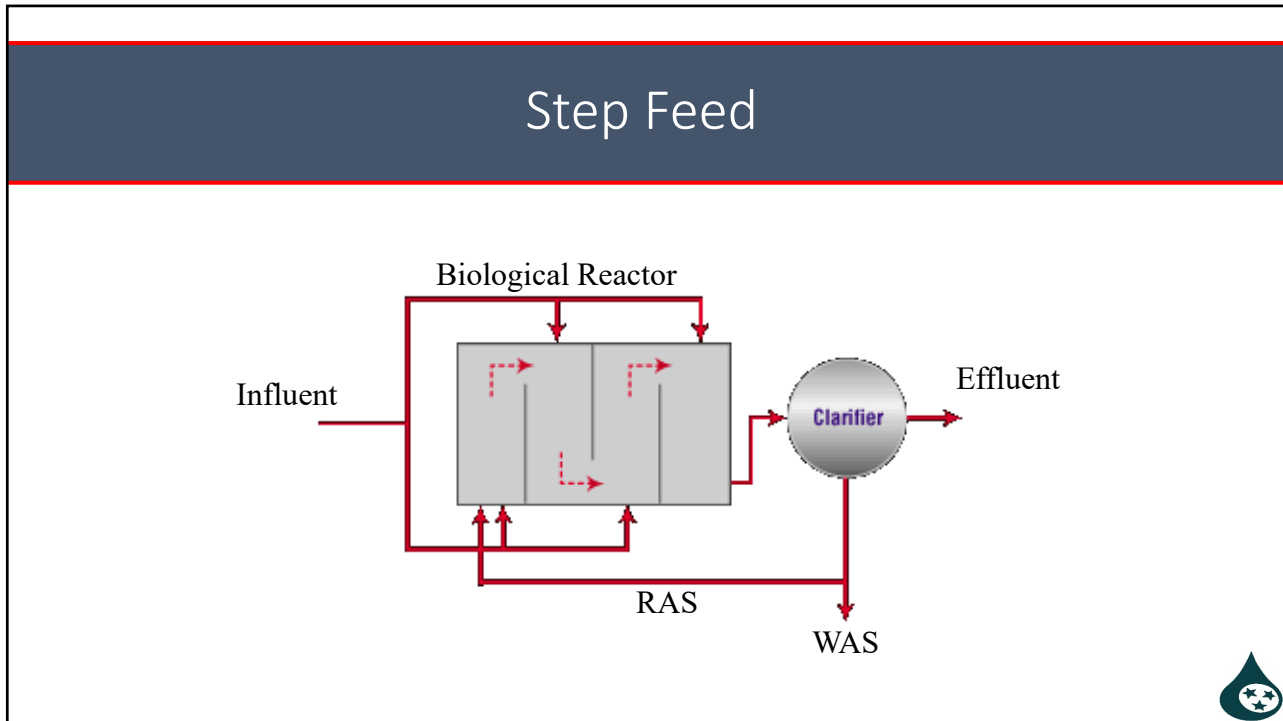 Step Feed
Biological Reactor
Influent
Clarifier
Effluent
RAS
WAS